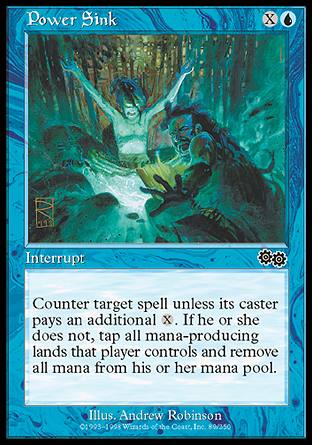 Power Sink X
Interrupt
Counter target spell unless its caster
pays an additional X. If he or she
does not, tap all mana-producing
lands that player controls and remove
all mana from his or her mana pool.
Illus. Andrew Robinson
©1993-1998 Wizards of the Coast, Inc. 89/350